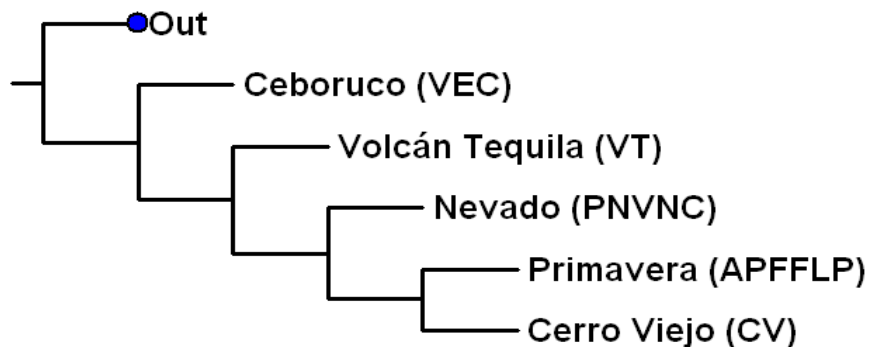 Out
Ceboruco (VEC)
Volcán Tequila (VT)
Nevado (PNVNC)
Primavera (APFFLP)
Cerro Viejo (CV)